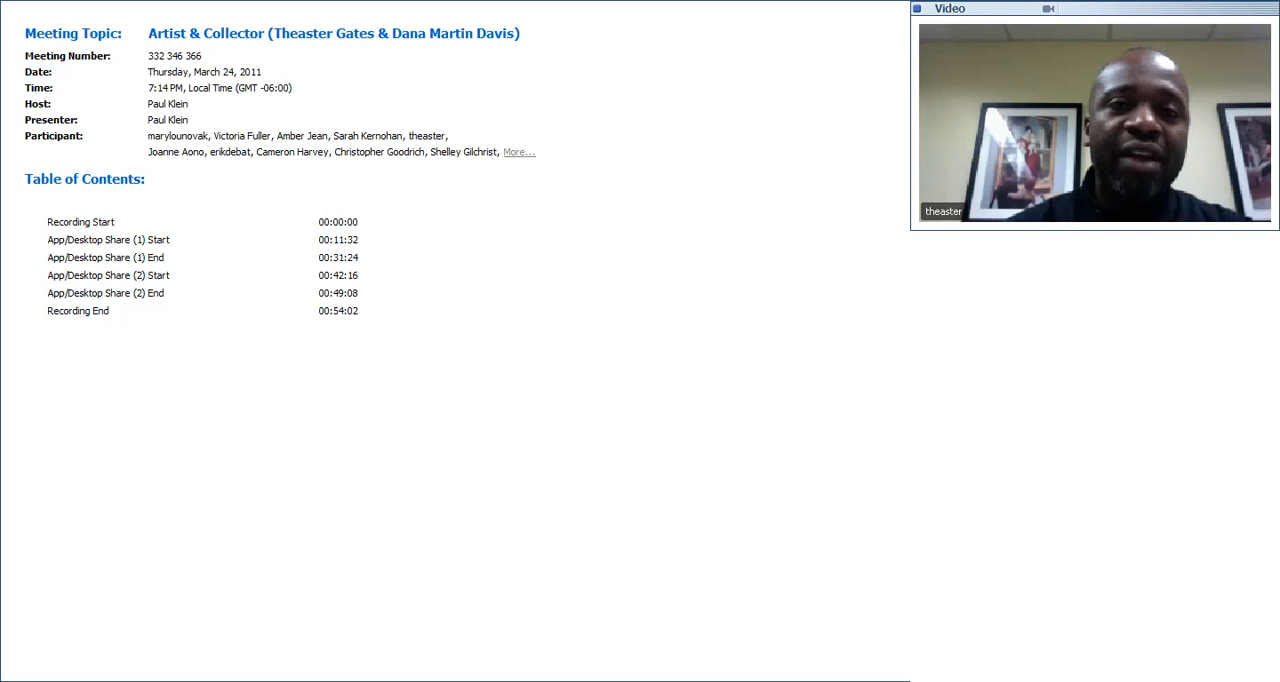 Video
Meeting Topic: Artist & Collector (Theaster Gates & Dana Martin Davis)
Meeting Number: 332 346 366
Date: Thursday, March 24, 2011
Time: 7:14 PM, Local Time (GMT -06:00)
Host: Paul Klein
Presenter: Paul Klein
Participant: marylounovak, Victoria Fuller, Amber Jean, Sarah Kernohan, theaster,
Joanne Aono, erikdebat, Cameron Harvey, Christopher Goodrich, Shelley Gilchrist, More...
Table of Contents:
theaster
Recording Start 00:00:00
App/Desktop Share (1) Start 00:11:32
App/Desktop Share (1) End 00:31:24
App/Desktop Share (2) Start 00:42:16
App/Desktop Share (2) End 00:49:08
Recording End 00:54:02